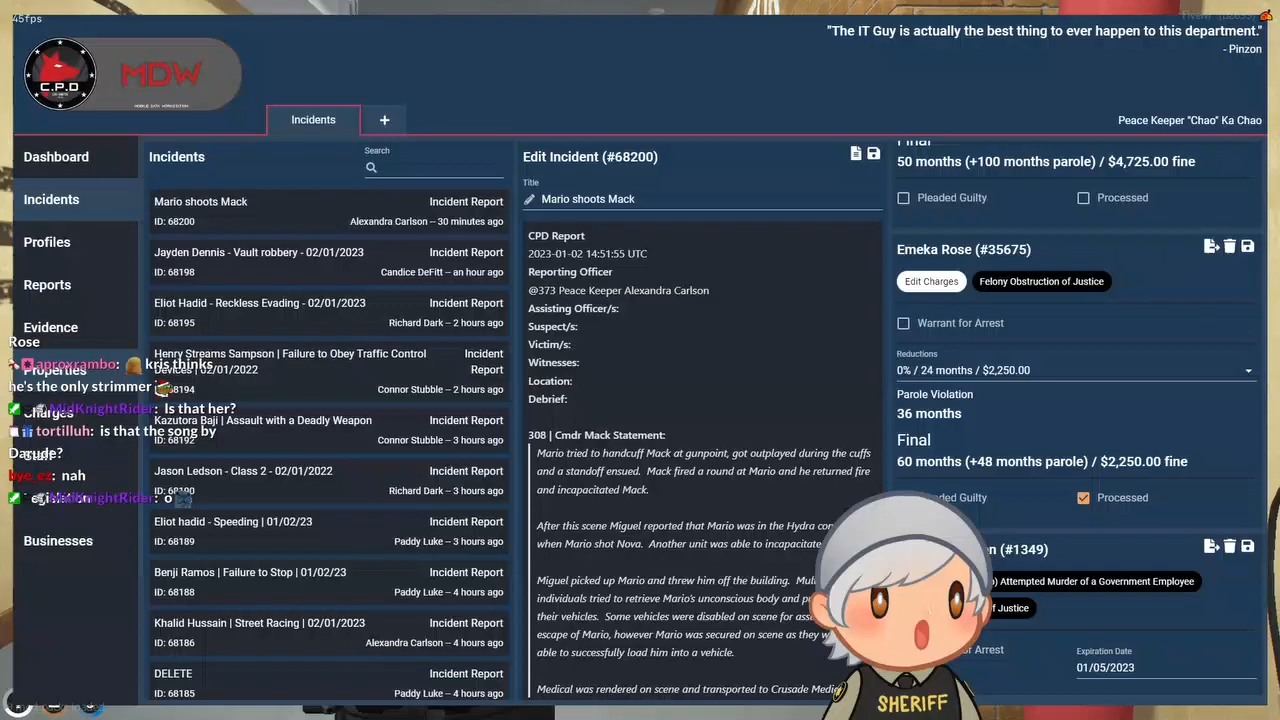 45fps
"The IT Guy is actually the best thing to ever happen to this department."
- Pinzon
C.P.D
MDW
MOBILE DATA WORKSTATION
Incidents
+
Peace Keeper "Chao" Ka Chao
Dashboard
Incidents
Profiles
Reports
Evidence
Properties
Charges
Businesses
Rose
aproxrambo: kris thinks
he's the only strimmer
MidKnightRider: Is that her?
tortilluh: is that the song by
Darude?
bye_ez: nah
MidKnightRider: o
Incidents
Search
Mario shoots Mack
Incident Report
ID: 68200
Alexandra Carlson -- 30 minutes ago
Jayden Dennis - Vault robbery - 02/01/2023
Incident Report
ID: 68198
Candice DeFitt -- an hour ago
Eliot Hadid - Reckless Evading - 02/01/2023
Incident Report
ID: 68195
Richard Dark -- 2 hours ago
Henry Streams Sampson | Failure to Obey Traffic Control
Devices | 02/01/2022
Incident
Report
68194
Connor Stubble -- 2 hours ago
Kazutora Baji | Assault with a Deadly Weapon
Incident Report
ID: 68192
Connor Stubble -- 3 hours ago
Jason Ledson - Class 2 - 02/01/2022
Incident Report
68190
Richard Dark -- 3 hours ago
Eliot hadid - Speeding | 01/02/23
Incident Report
ID: 68189
Paddy Luke -- 3 hours ago
Benji Ramos | Failure to Stop | 01/02/23
Incident Report
ID: 68188
Paddy Luke -- 4 hours ago
Khalid Hussain | Street Racing | 02/01/2023
Incident Report
ID: 68186
Alexandra Carlson -- 4 hours ago
DELETE
Incident Report
ID: 68185
Paddy Luke -- 4 hours ago
Edit Incident (#68200)
Title
Mario shoots Mack
CPD Report
2023-01-02 14:51:55 UTC
Reporting Officer
@373 Peace Keeper Alexandra Carlson
Assisting Officer/s:
Suspect/s:
Victim/s:
Witnesses:
Location:
Debrief:
308 | Cmdr Mack Statement:
Mario tried to handcuff Mack at gunpoint, got outplayed during the cuffs
and a standoff ensued. Mack fired a round at Mario and he returned fire
and incapacitated Mack.
After this scene Miguel reported that Mario was in the Hydra
when Mario shot Nova. Another unit was able to incapacitate
Miguel picked up Mario and threw him off the building.
individuals tried to retrieve Mario's unconscious body and
their vehicles. Some vehicles were disabled on scene for
escape of Mario, however Mario was secured on scene as they
able to successfully load him into a vehicle.
Medical was rendered on scene and transported to Crusade
Final
50 months (+100 months parole) / $4,725.00 fine
Pleaded Guilty
Processed
Emeka Rose (#35675)
Edit Charges
Felony Obstruction of Justice
Warrant for Arrest
Reductions
0% / 24 months / $2,250.00
Parole Violation
36 months
Final
60 months (+48 months parole) / $2,250.00 fine
Guilty
Processed
(#1349)
Attempted Murder of a Government Employee
of Justice
Arrest
Expiration Date
01/05/2023
SHERIFF